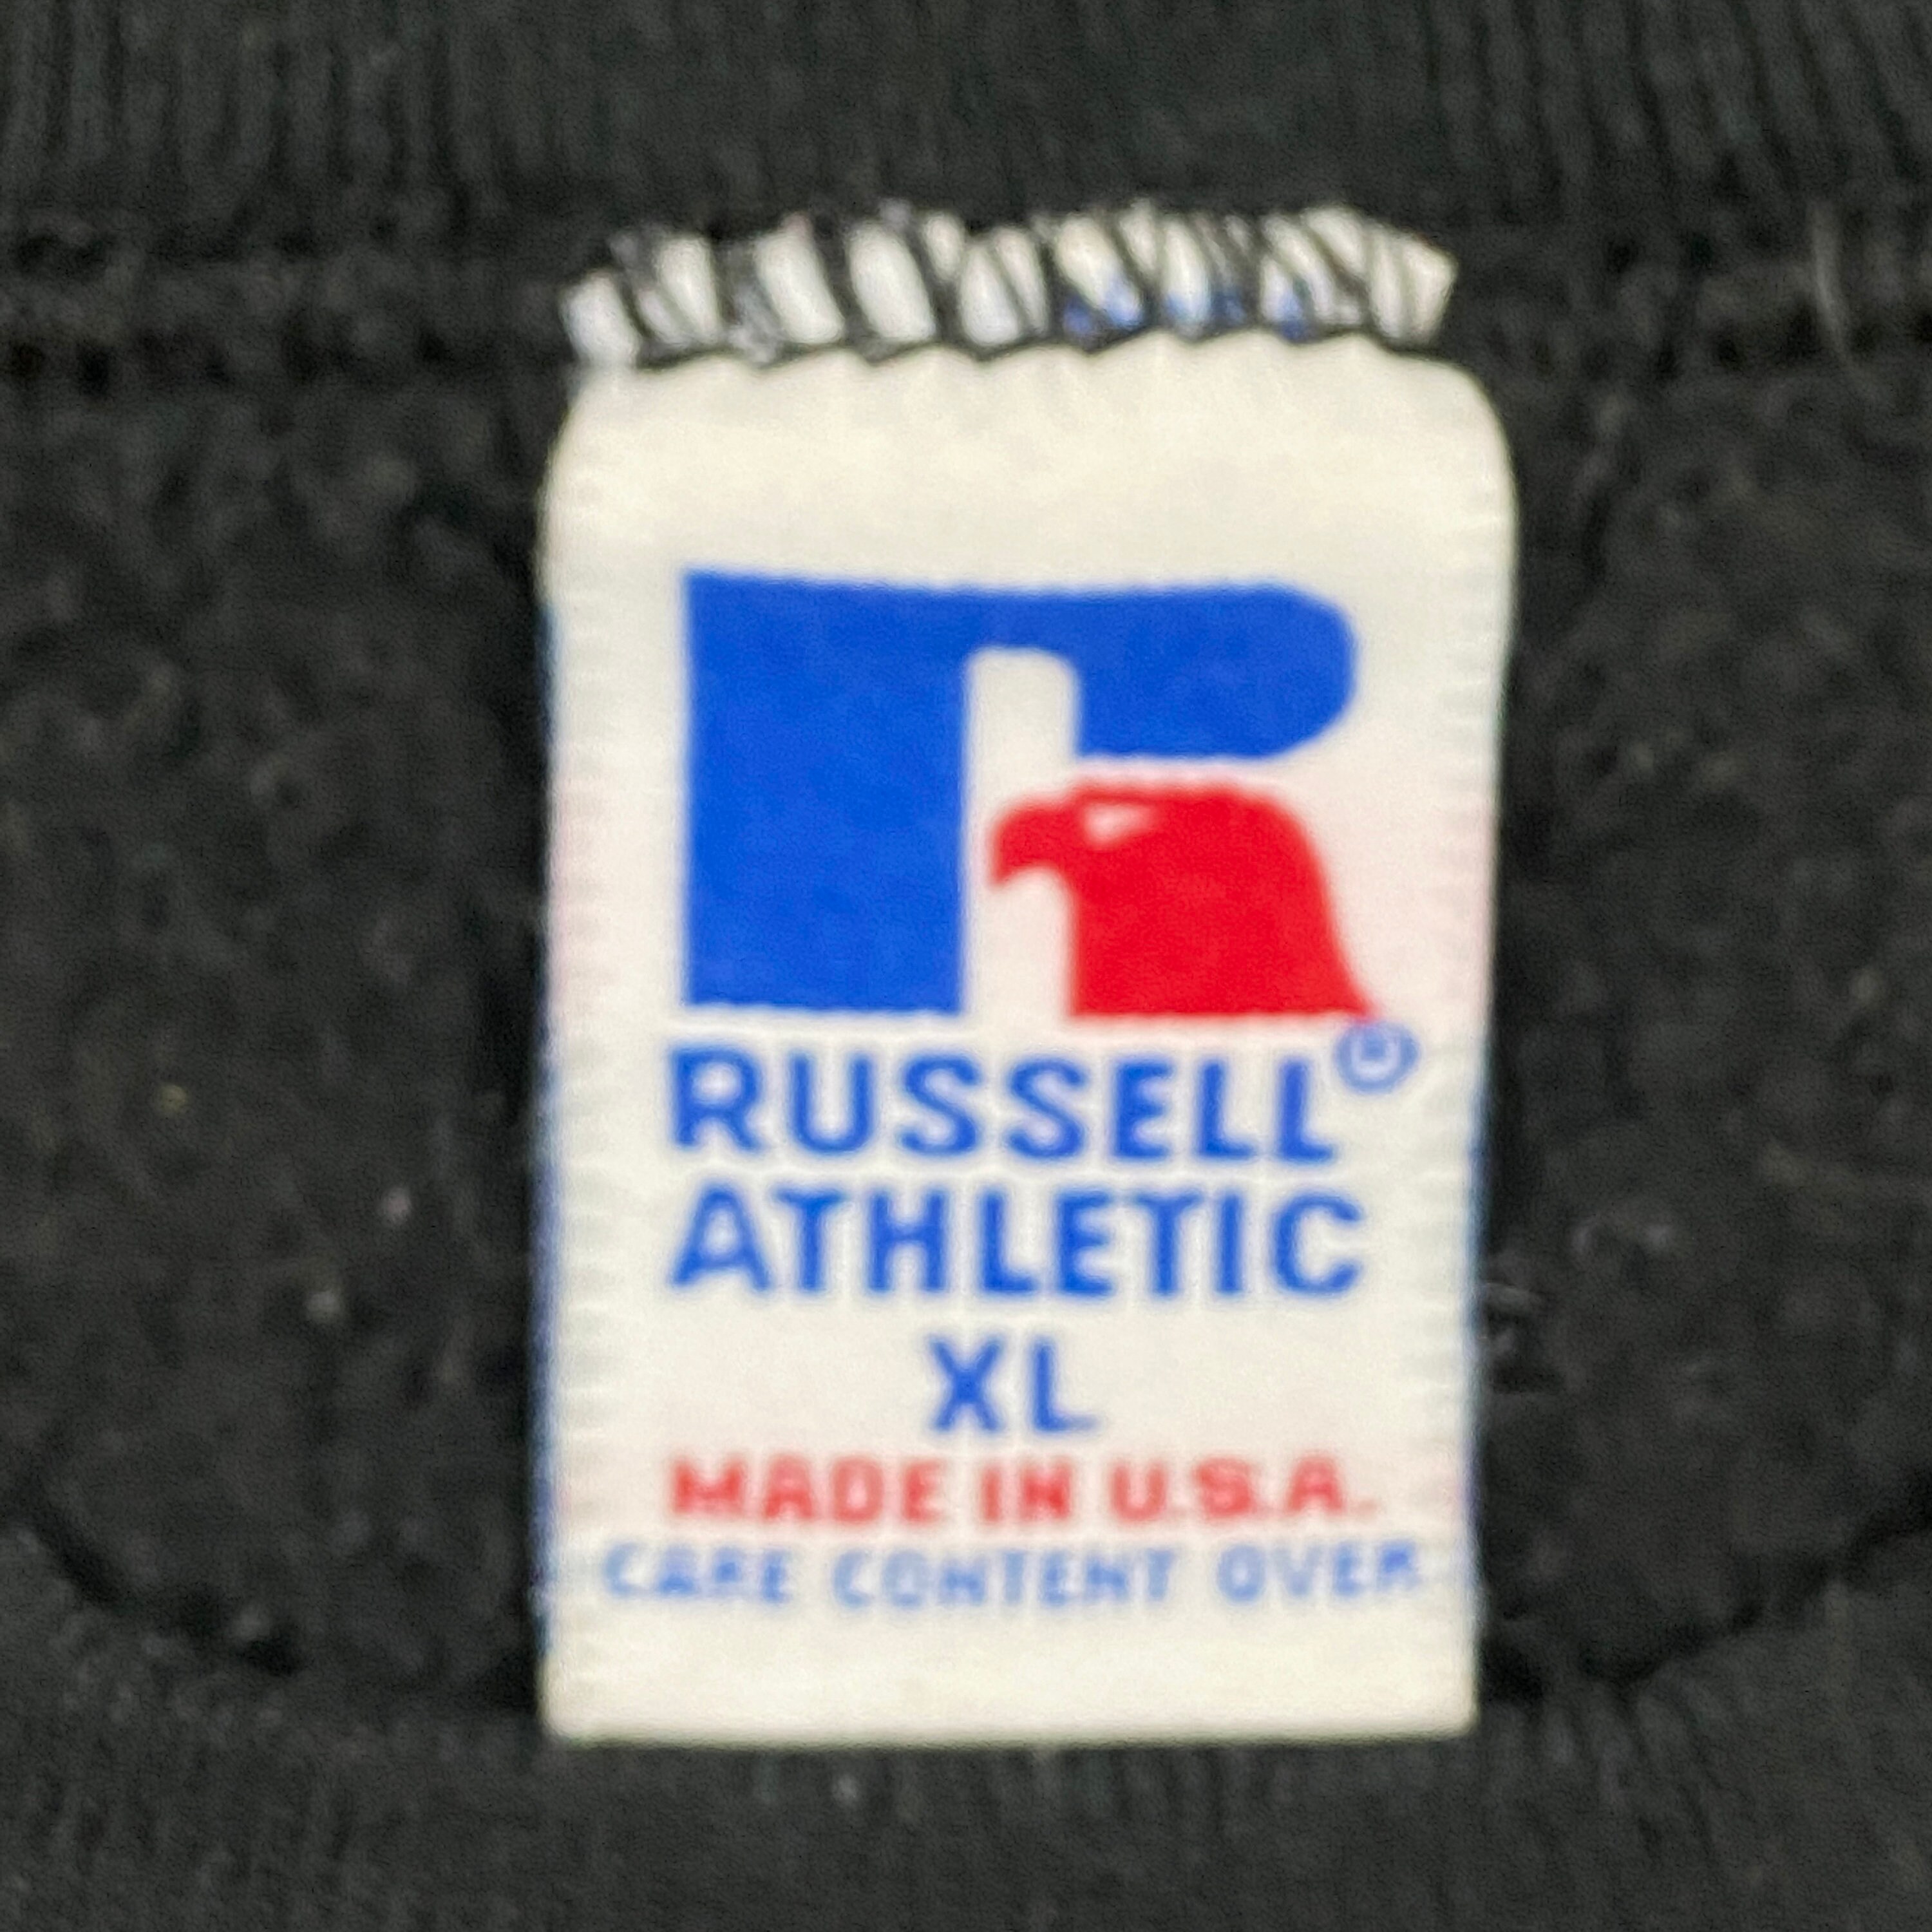 RUSSELL®
ATHLETIC
XL
MADE IN U.S.A.
CARE CONTENT OVER